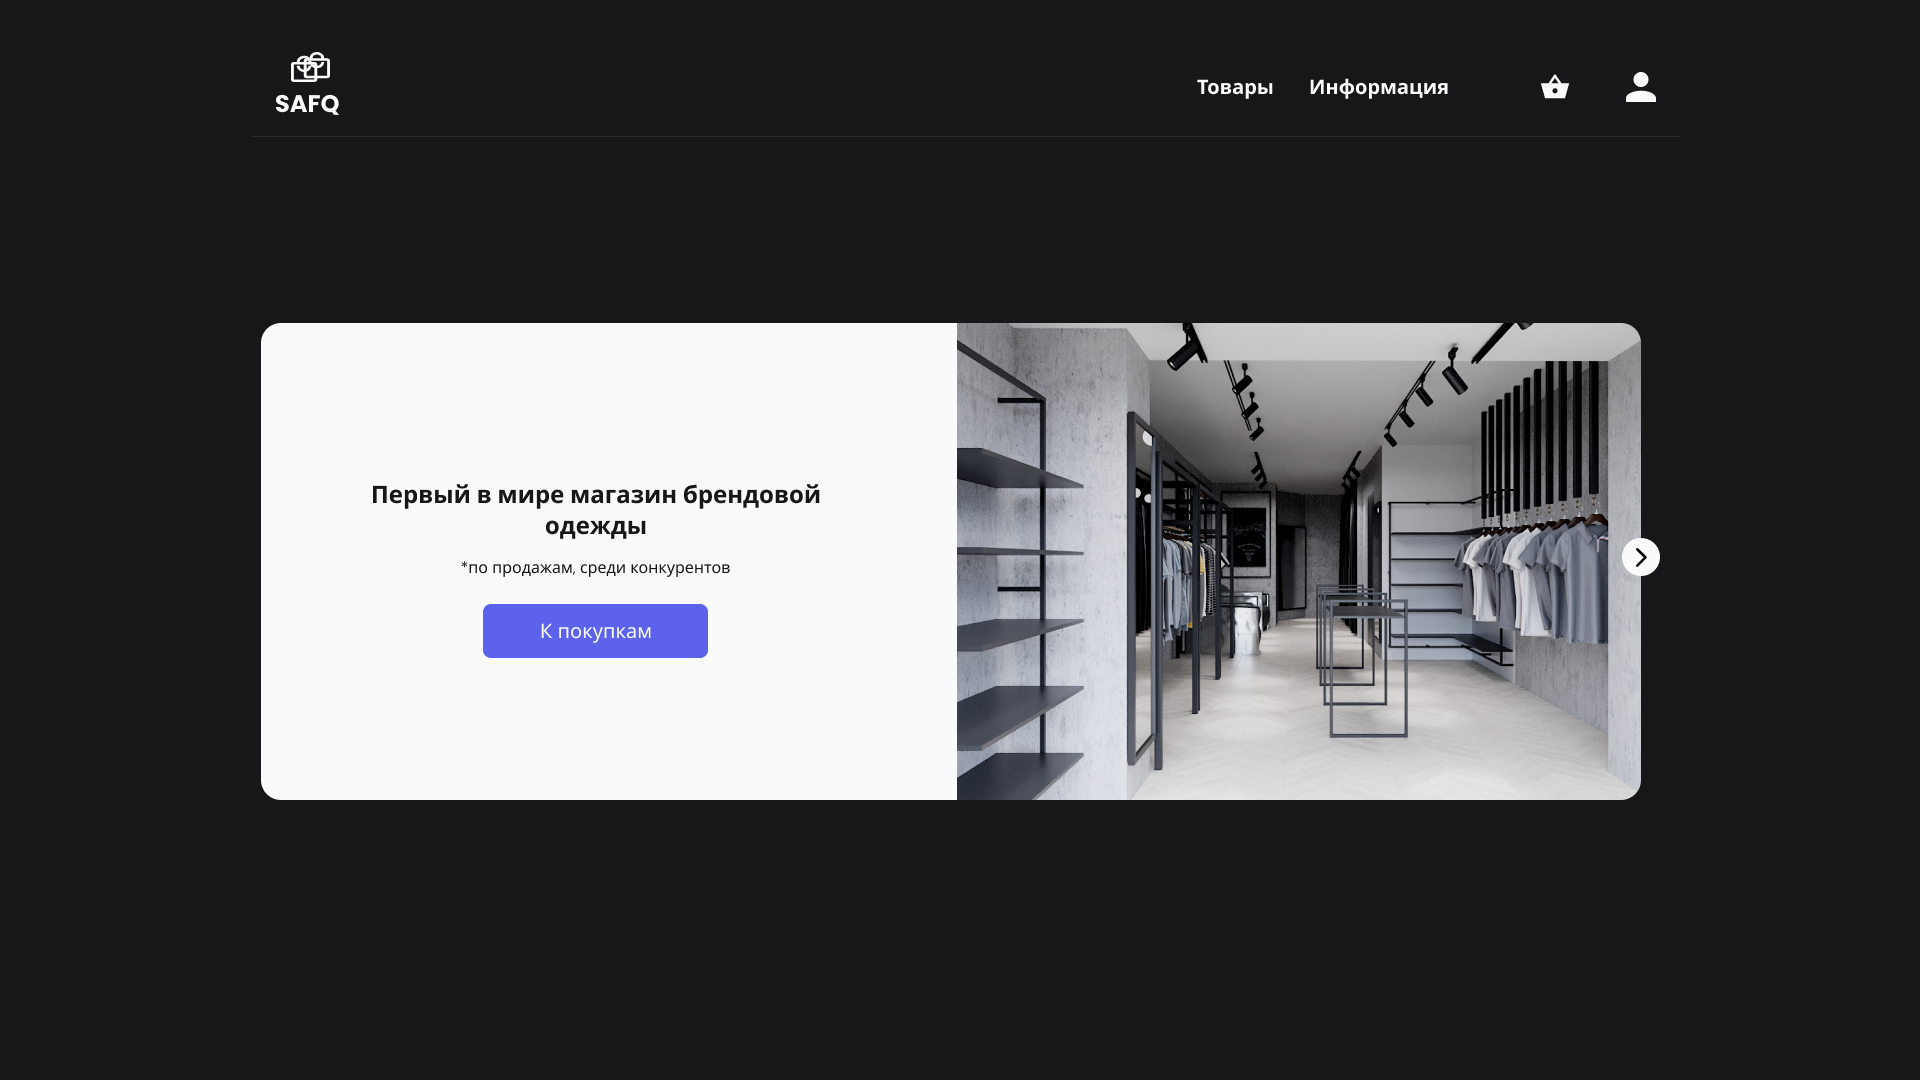 SAFQ
Товары
Информация
Первый в мире магазин брендовой
одежды
*по продажам, среди конкурентов
К покупкам